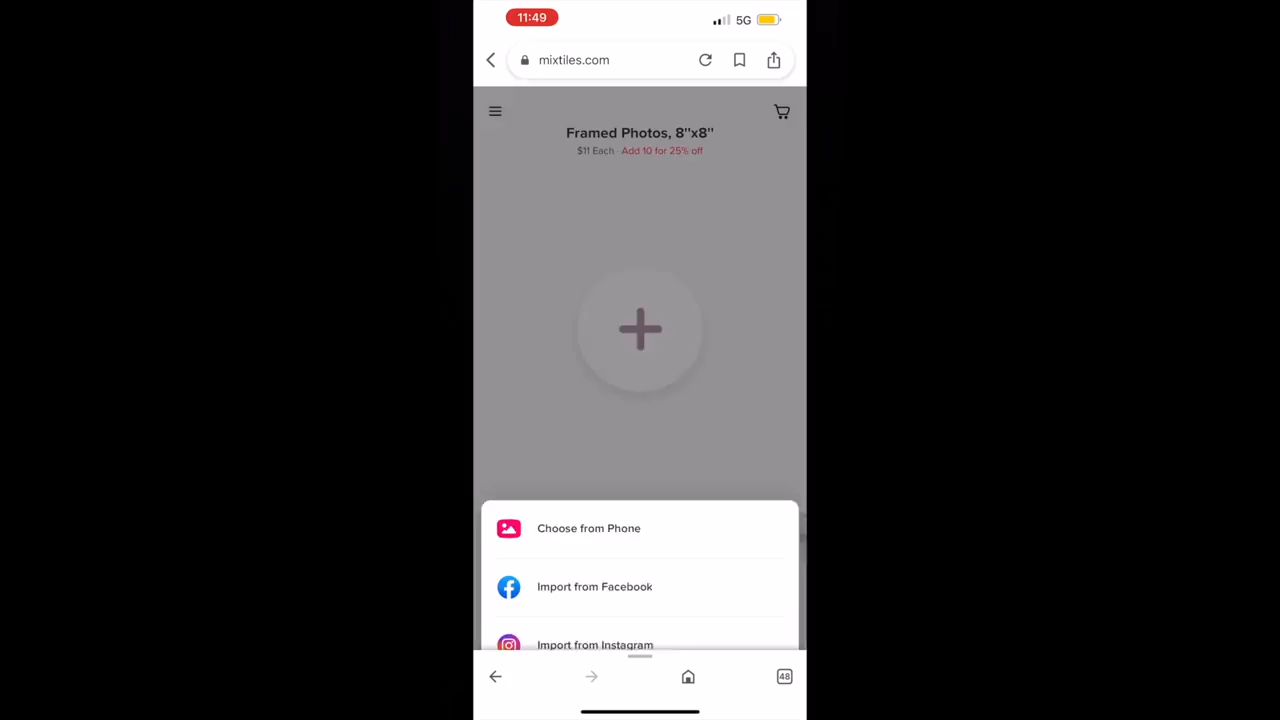 11:49
5G
mixtiles.com
Framed Photos, 8''x8''
$11 Each · Add 10 for 25% off
Choose from Phone
Import from Facebook
Import from Instagram
48